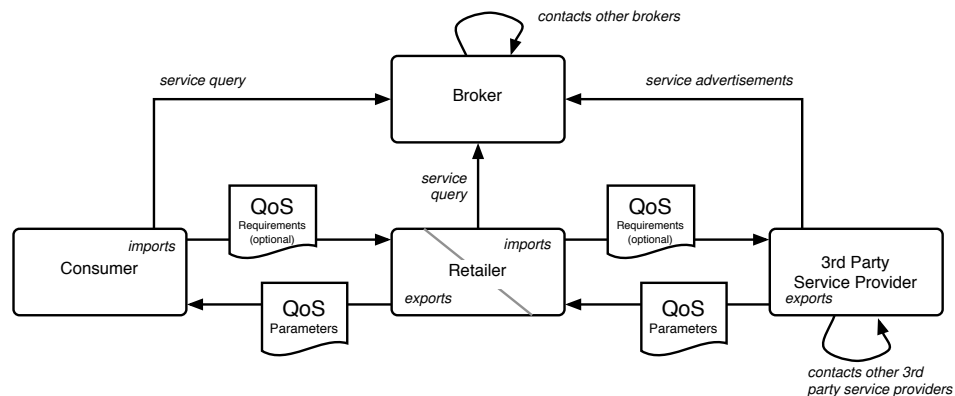 contacts other brokers
service query
Broker
service advertisements
service
query
QoS
Requirements
(optional)
QoS
Requirements
(optional)
imports
Consumer
imports
Retailer
exports
3rd Party
Service Provider
exports
QoS
Parameters
QoS
Parameters
contacts other 3rd
party service providers